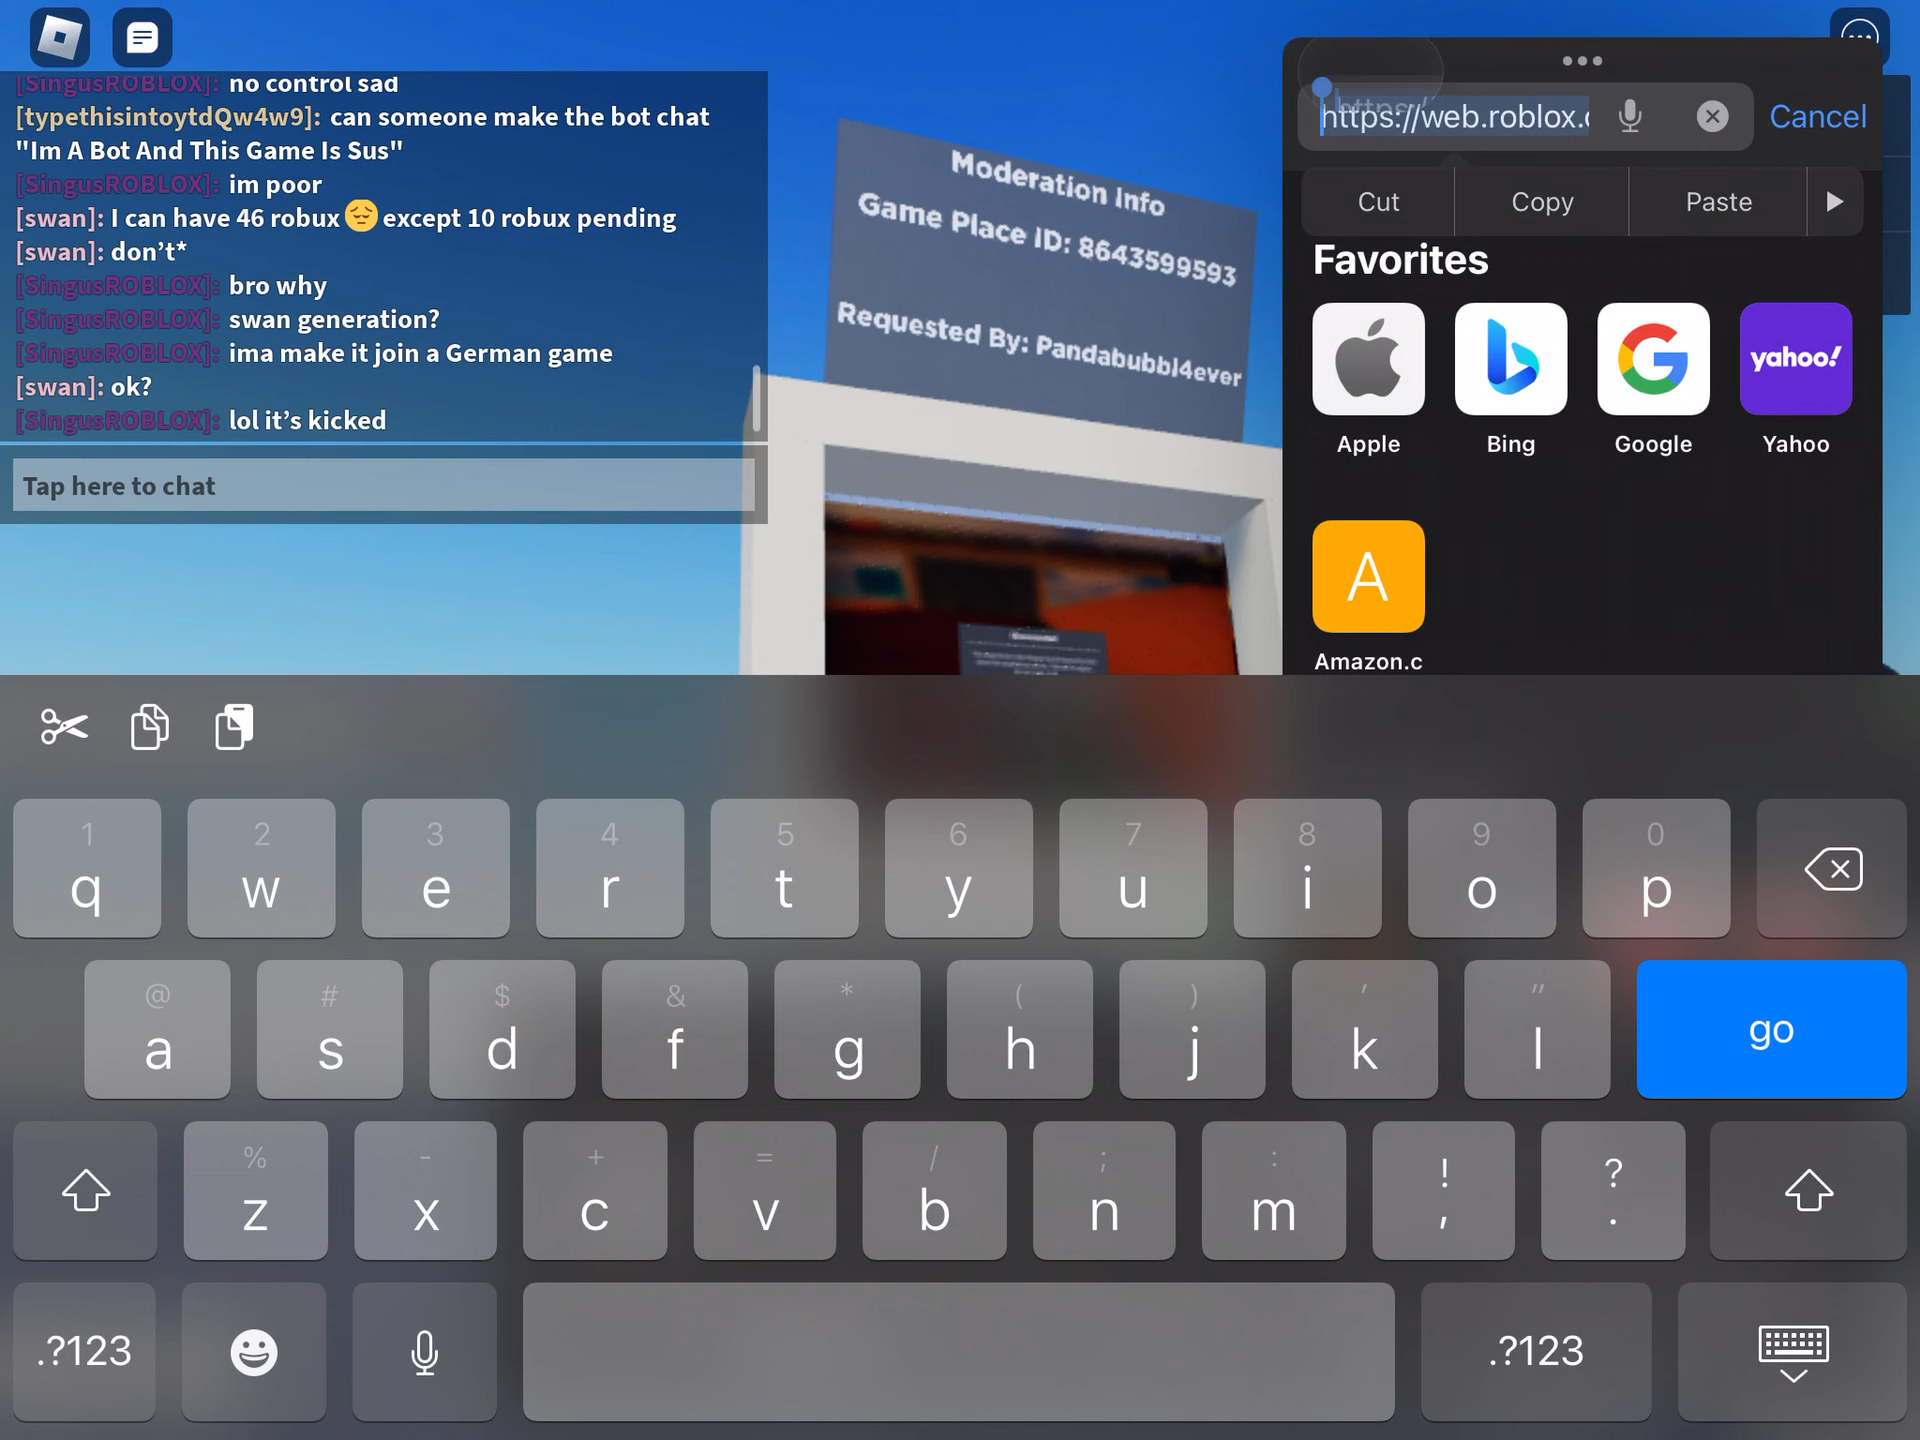 [SingusROBLOX]: no control sad
[typethisintoytdQw4w9]: can someone make the bot chat
"Im A Bot And This Game Is Sus"
[SingusROBLOX]: im poor
[swan]: I can have 46 robux 😔 except 10 robux pending
[swan]: don’t*
[SingusROBLOX]: bro why
[SingusROBLOX]: swan generation?
[SingusROBLOX]: ima make it join a German game
[swan]: ok?
[SingusROBLOX]: lol it’s kicked
Tap here to chat
Moderation Info
Game Place ID: 8643599593
Requested By: Pandabubbl4ever
https://web.roblox.c
Cancel
Cut Copy Paste
Favorites
yahoo!
Apple Bing Google Yahoo
A
Amazon.c
1 2 3 4 5 6 7 8 9 0
q w e r t y u i o p
@ # $ & * ( ) ' "
a s d f g h j k l go
% - + = / ; : ! ?
z x c v b n m , .
.?123 .?123